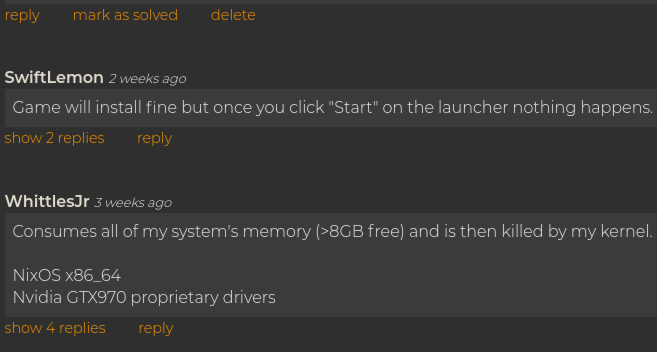 reply mark as solved delete
SwiftLemon 2 weeks ago
Game will install fine but once you click "Start" on the launcher nothing happens.
show 2 replies reply
WhittlesJr 3 weeks ago
Consumes all of my system's memory (>8GB free) and is then killed by my kernel.
NixOS x86_64
Nvidia GTX970 proprietary drivers
show 4 replies reply